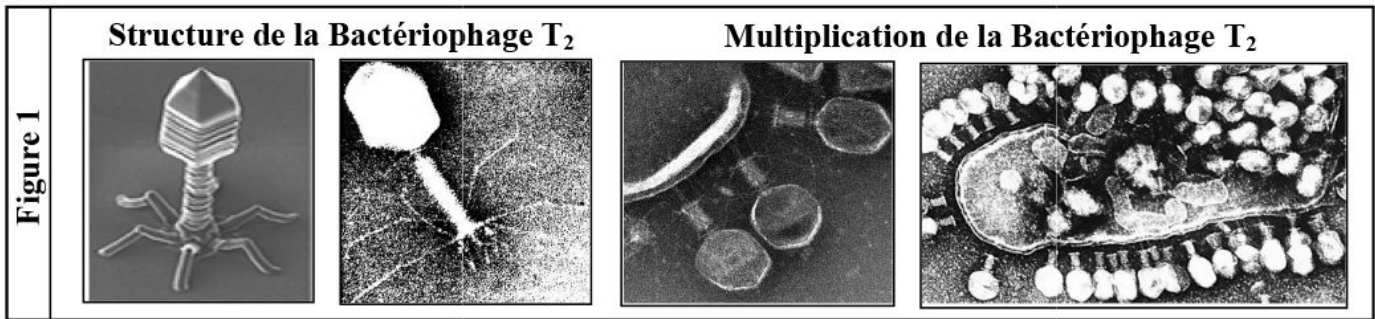 Figure 1
Structure de la Bactériophage T₂
Multiplication de la Bactériophage T₂